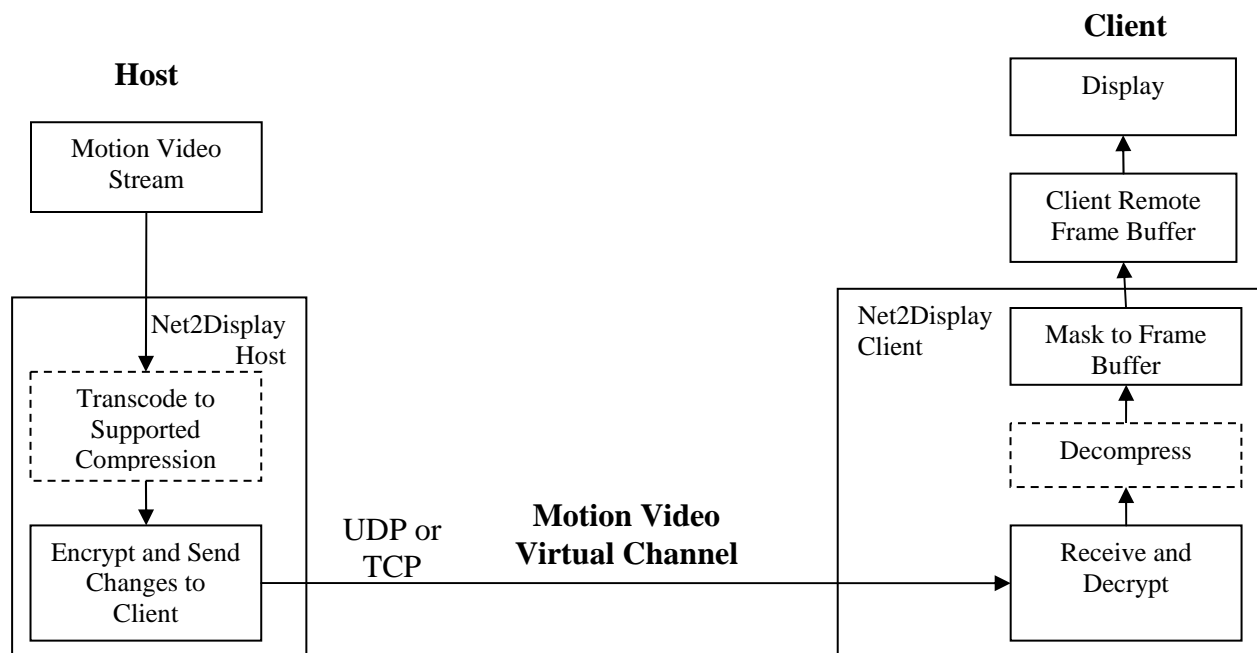 Host
Motion Video
Stream
Net2Display
Host
Transcode to
Supported
Compression
Encrypt and Send
Changes to
Client
UDP or
TCP
Motion Video
Virtual Channel
Client
Display
Client Remote
Frame Buffer
Net2Display
Client
Mask to Frame
Buffer
Decompress
Receive and
Decrypt